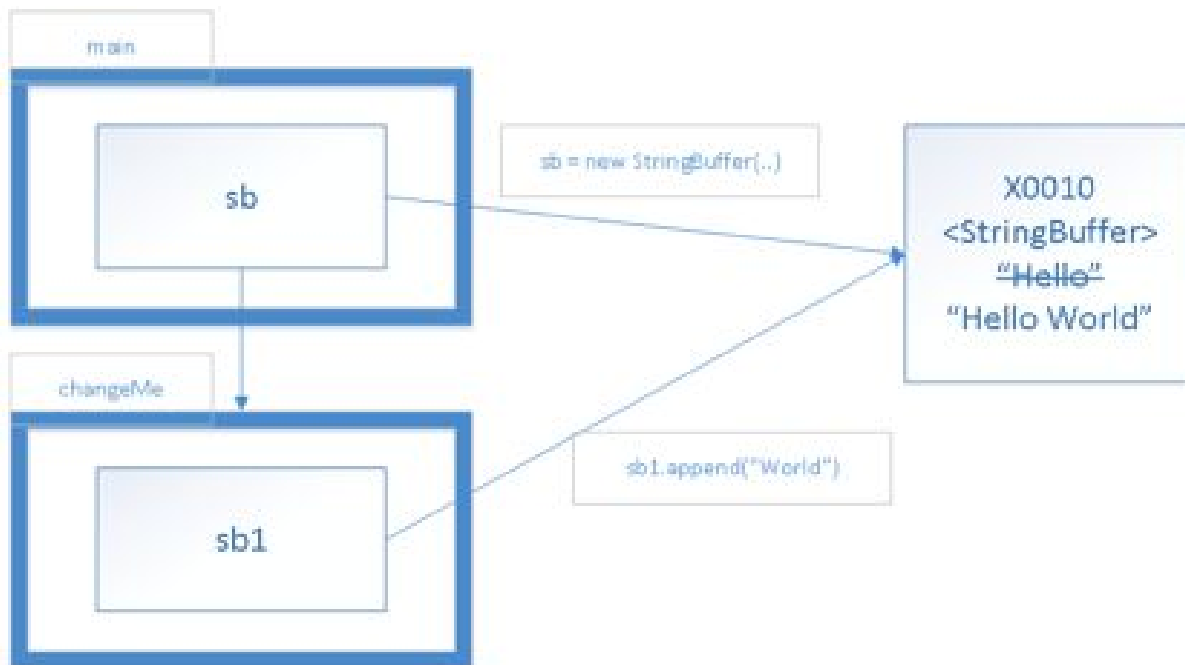 main
sb
sb = new StringBuffer(..)
X0010
<StringBuffer>
“Hello”
“Hello World”
changeMe
sb1.append("World")
sb1